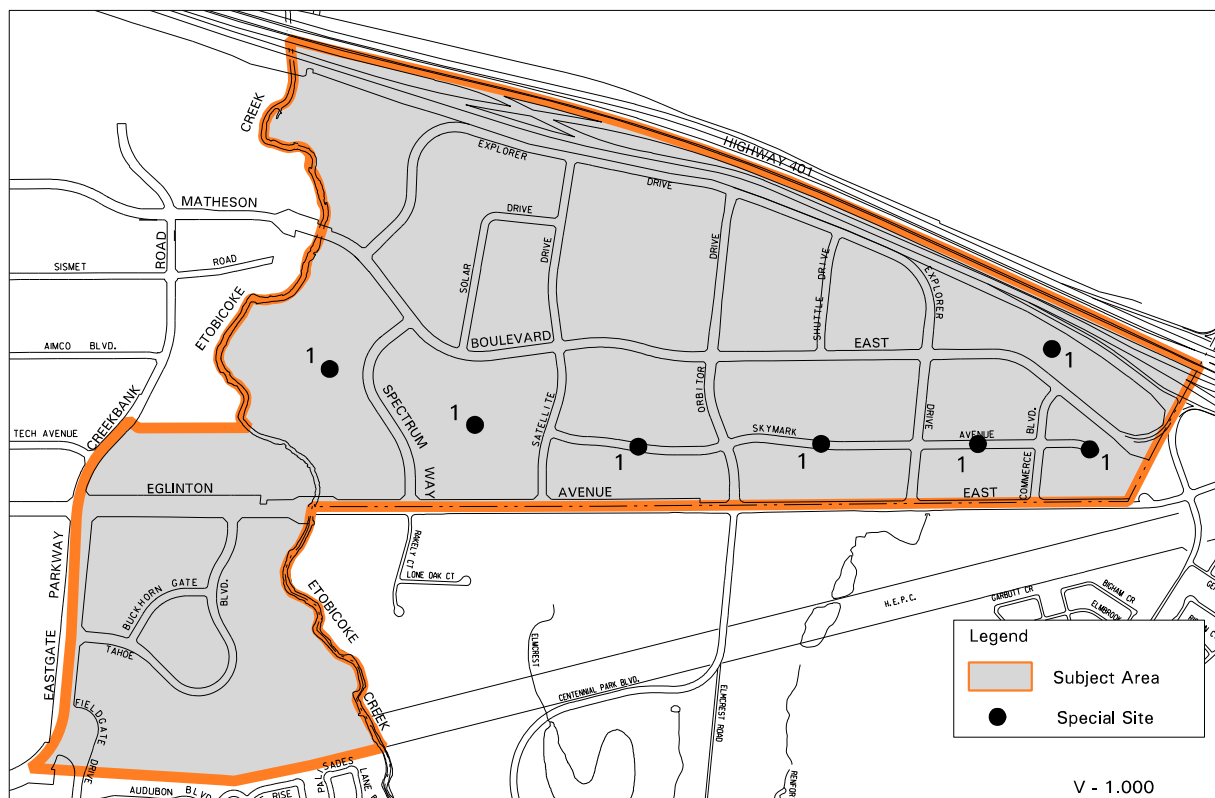 HIGHWAY 401
CREEK
EXPLORER
DRIVE
MATHESON
DRIVE
ROAD
SOLAR
DRIVE
DRIVE
SHUTTLE DRIVE
EXPLORER
SISMET
ROAD
ETOBICOKE
BOULEVARD
EAST
AIMCO BLVD.
1
1
SPECTRUM WAY
ORBITOR
CREEKBANK
SATELLITE
1
SKYMARK
AVENUE
DRIVE
BLVD.
TECH AVENUE
1
1
1
1
COMMERCE
EGLINTON
AVENUE
EAST
RAKELY CT
LONE OAK CT
PARKWAY
BUCKHORN GATE
BLVD.
ETOBICOKE
H.E.P.C.
GARBUTT CR
BIGHAM CR
ELMBROOK
TAHOE
ELMCREST
EASTGATE
FIELDGATE
DRIVE
CREEK
CENTENNIAL PARK BLVD.
ELMCREST ROAD
Legend
Subject Area
Special Site
PALISADES
LANE
AUDUBON BLVD
RISE
RENFOR
V - 1.000